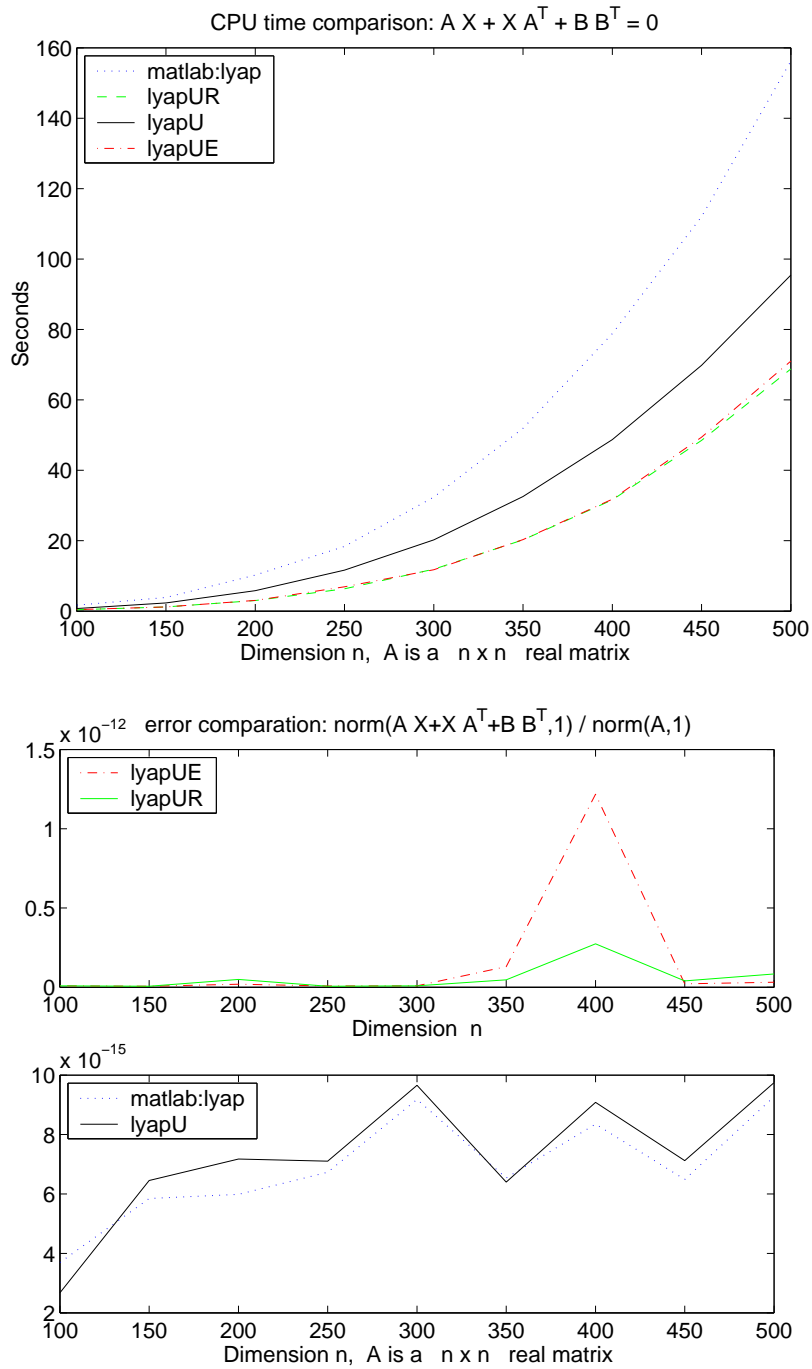 CPU time comparison: A X + X A^T + B B^T = 0
160
140
120
100
80
60
40
20
0
Seconds
matlab:lyap
lyapUR
lyapU
lyapUE
100 150 200 250 300 350 400 450 500
Dimension n, A is a n x n real matrix
x 10^−12
error comparation: norm(A X+X A^T+B B^T,1) / norm(A,1)
1.5
1
0.5
0
lyapUE
lyapUR
100 150 200 250 300 350 400 450 500
Dimension n
x 10^−15
10
8
6
4
2
matlab:lyap
lyapU
100 150 200 250 300 350 400 450 500
Dimension n, A is a n x n real matrix